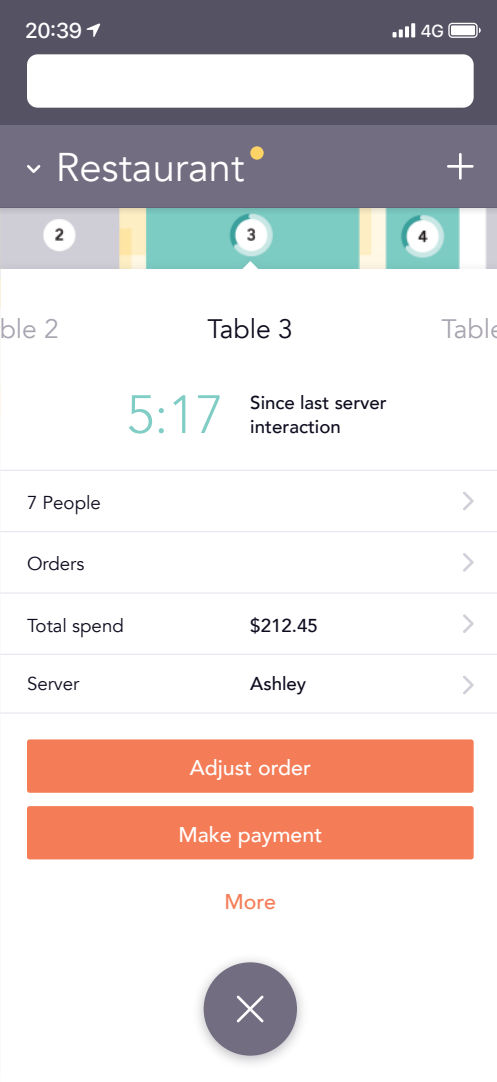 20:39 4G
Restaurant
2 3 4
ble 2 Table 3 Table
5:17 Since last server
interaction
7 People
Orders
Total spend $212.45
Server Ashley
Adjust order
Make payment
More